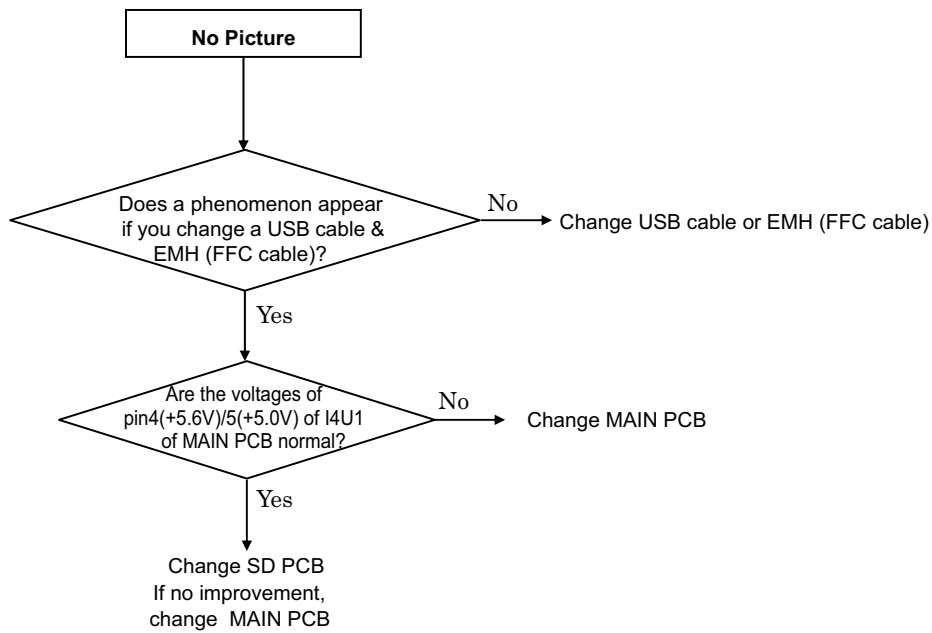 No Picture
Does a phenomenon appear
if you change a USB cable &
EMH (FFC cable)?
No
Change USB cable or EMH (FFC cable)
Yes
Are the voltages of
pin4(+5.6V)/5(+5.0V) of I4U1
of MAIN PCB normal?
No
Change MAIN PCB
Yes
Change SD PCB
If no improvement,
change MAIN PCB